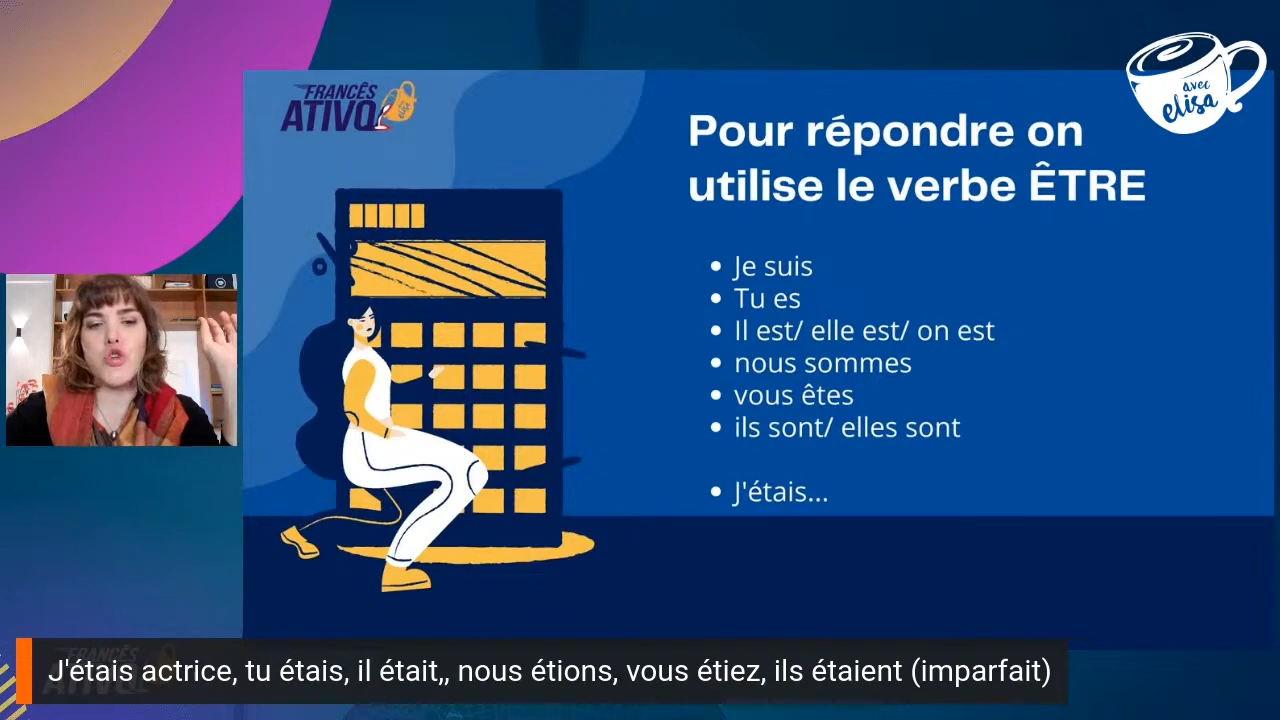 FRANCÊS
ATIVO
avec
elisa
Pour répondre on
utilise le verbe ÊTRE
Je suis
Tu es
Il est/ elle est/ on est
nous sommes
vous êtes
ils sont/ elles sont
J'étais...
J'étais actrice, tu étais, il était,, nous étions, vous étiez, ils étaient (imparfait)
FRANCÊS
ATIVO